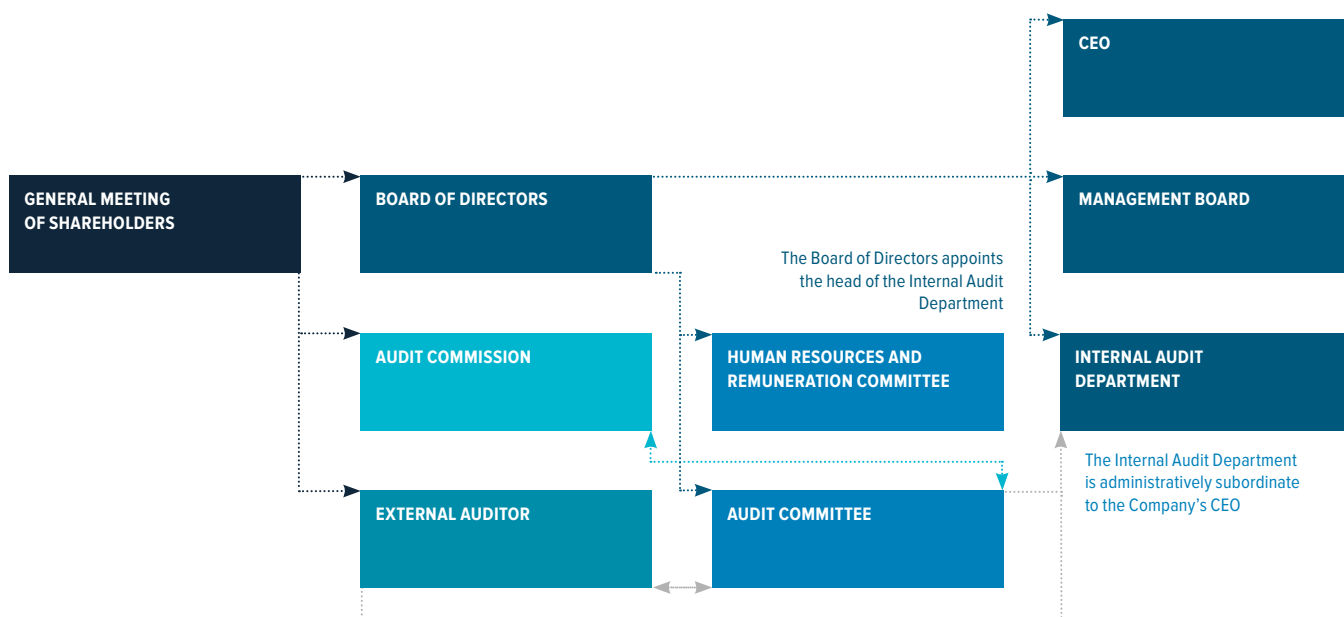 CEO
GENERAL MEETING
OF SHAREHOLDERS
BOARD OF DIRECTORS
MANAGEMENT BOARD
The Board of Directors appoints
the head of the Internal Audit
Department
AUDIT COMMISSION
HUMAN RESOURCES AND
REMUNERATION COMMITTEE
INTERNAL AUDIT
DEPARTMENT
The Internal Audit Department
is administratively subordinate
to the Company’s CEO
EXTERNAL AUDITOR
AUDIT COMMITTEE